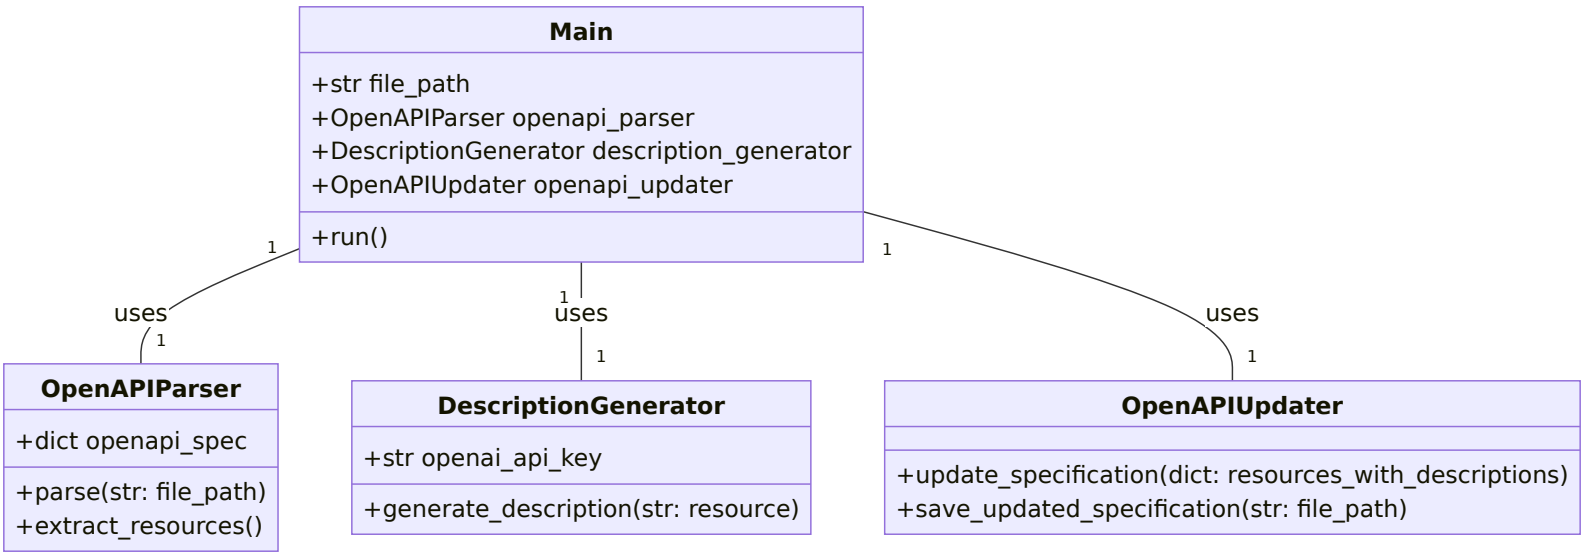 Main
+str file_path
+OpenAPIParser openapi_parser
+DescriptionGenerator description_generator
+OpenAPIUpdater openapi_updater
+run()
1
1
1
uses
uses
uses
1
1
1
OpenAPIParser
+dict openapi_spec
+parse(str: file_path)
+extract_resources()
DescriptionGenerator
+str openai_api_key
+generate_description(str: resource)
OpenAPIUpdater
+update_specification(dict: resources_with_descriptions)
+save_updated_specification(str: file_path)